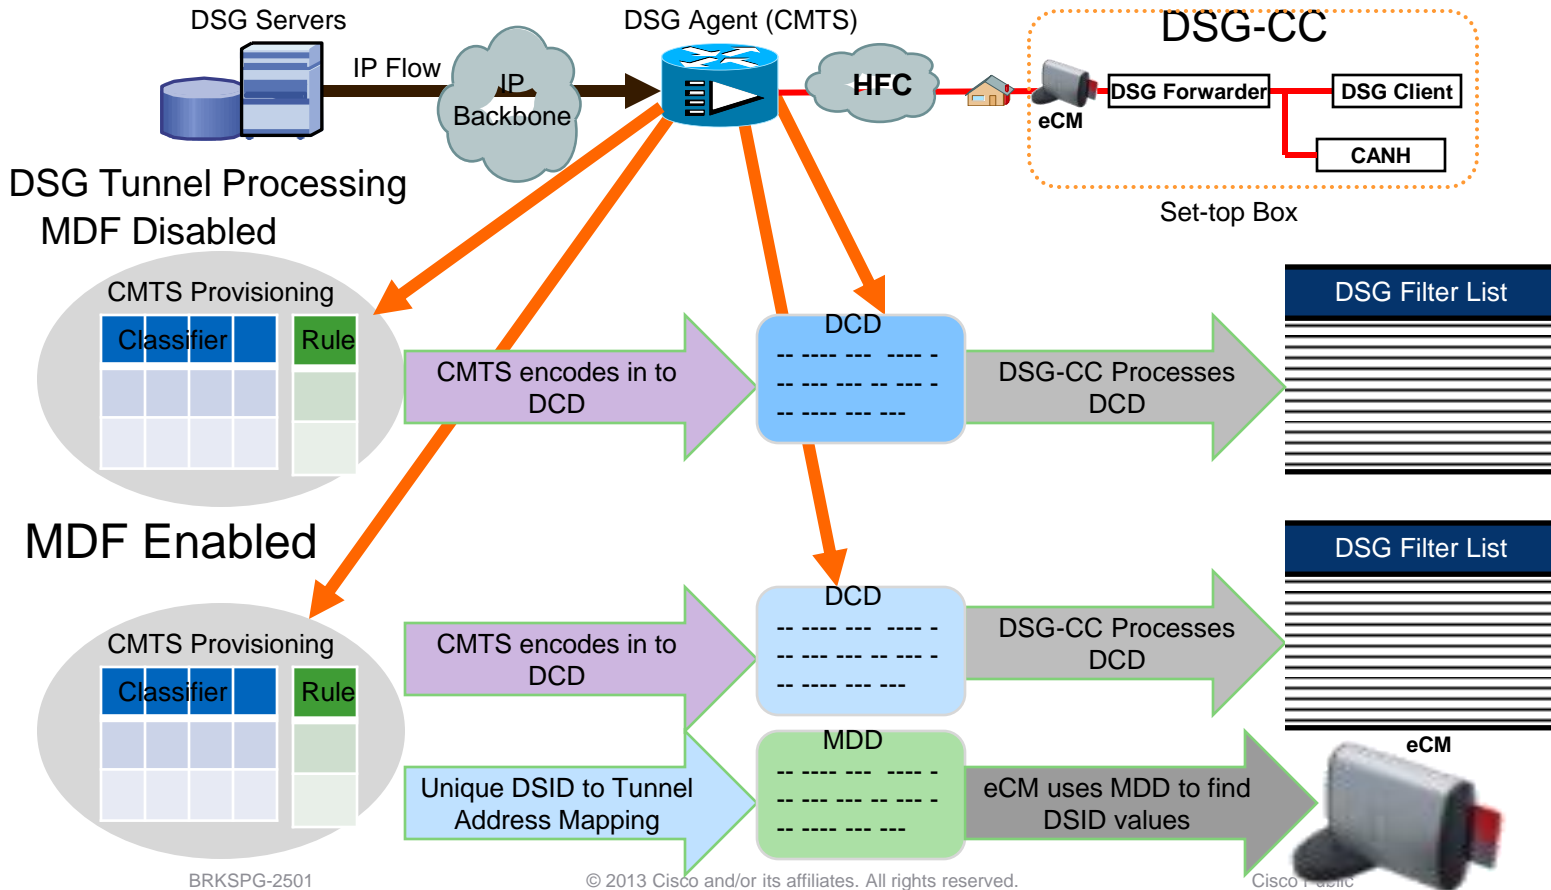 DSG Servers
DSG Agent (CMTS)
DSG-CC
IP Flow
IP
Backbone
HFC
eCM
DSG Forwarder
DSG Client
CANH
Set-top Box
DSG Tunnel Processing
MDF Disabled
CMTS Provisioning
Classifier
Rule
CMTS encodes in to
DCD
DCD
-- ---- --- ---- -
-- --- --- -- --- -
-- ---- --- ---
DSG-CC Processes
DCD
DSG Filter List
MDF Enabled
CMTS Provisioning
Classifier
Rule
CMTS encodes in to
DCD
DCD
-- ---- --- ---- -
-- --- --- -- --- -
-- ---- --- ---
DSG-CC Processes
DCD
DSG Filter List
Unique DSID to Tunnel
Address Mapping
MDD
-- ---- --- ---- -
-- --- --- -- --- -
-- ---- --- ---
eCM uses MDD to find
DSID values
eCM
BRKSPG-2501
© 2013 Cisco and/or its affiliates. All rights reserved.
Cisco Public